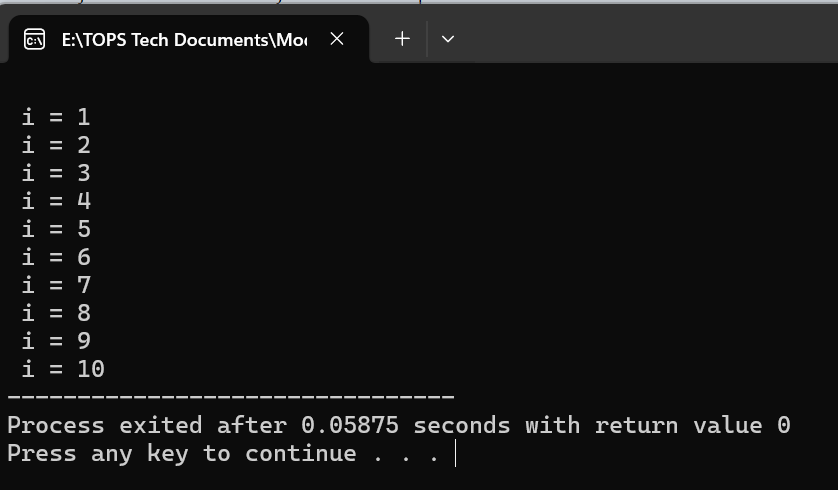 E:\TOPS Tech Documents\Mo
i = 1
i = 2
i = 3
i = 4
i = 5
i = 6
i = 7
i = 8
i = 9
i = 10
--------------------------------
Process exited after 0.05875 seconds with return value 0
Press any key to continue . . .